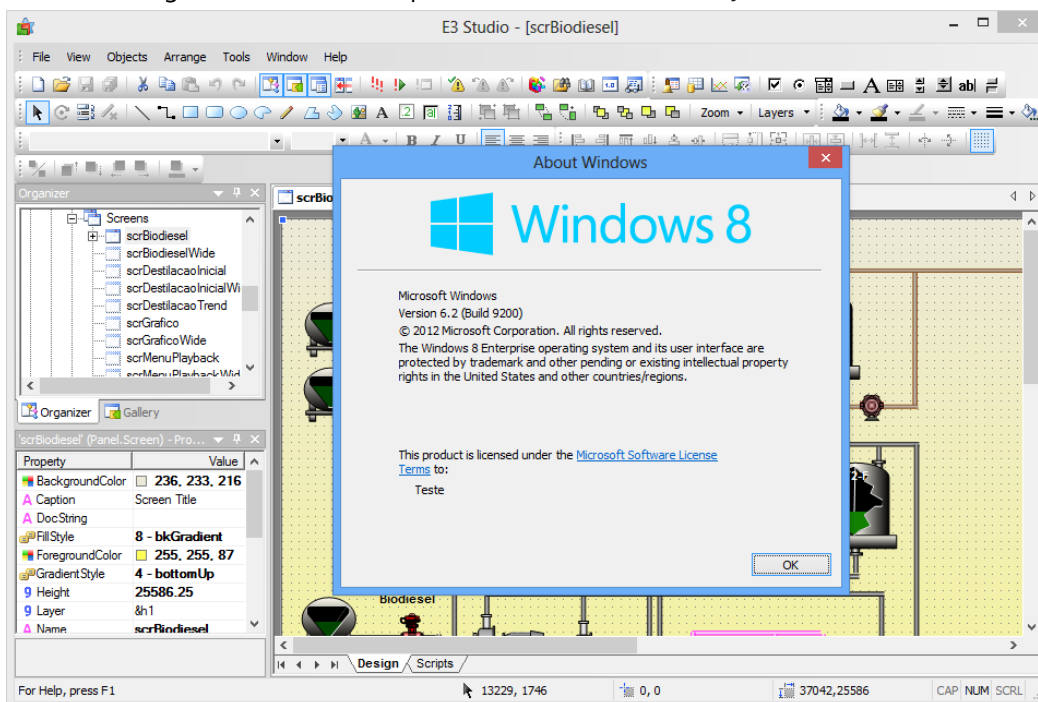 E3 Studio - [scrBiodiesel]
File View Objects Arrange Tools Window Help
Zoom Layers
Organizer
Screens
scrBiodiesel
scrBiodieselWide
scrDestilacaoInicial
scrDestilacaoInicialWi
scrDestilacaoTrend
scrGrafico
scrGraficoWide
scrMenuPlayback
scrMenuPlaybackWid
Organizer Gallery
'scrBiodiesel' (Panel.Screen) - Pro...
Property Value
BackgroundColor 236, 233, 216
Caption Screen Title
DocString
FillStyle 8 - bkGradient
ForegroundColor 255, 255, 87
GradientStyle 4 - bottomUp
Height 25586.25
Layer &h1
Name scrBiodiesel
scrBio
About Windows
Windows 8
Microsoft Windows
Version 6.2 (Build 9200)
© 2012 Microsoft Corporation. All rights reserved.
The Windows 8 Enterprise operating system and its user interface are
protected by trademark and other pending or existing intellectual property
rights in the United States and other countries/regions.
This product is licensed under the Microsoft Software License
Terms to:
Teste
OK
Biodiesel
Design Scripts
For Help, press F1
13229, 1746
0, 0
37042,25586
CAP NUM SCRL